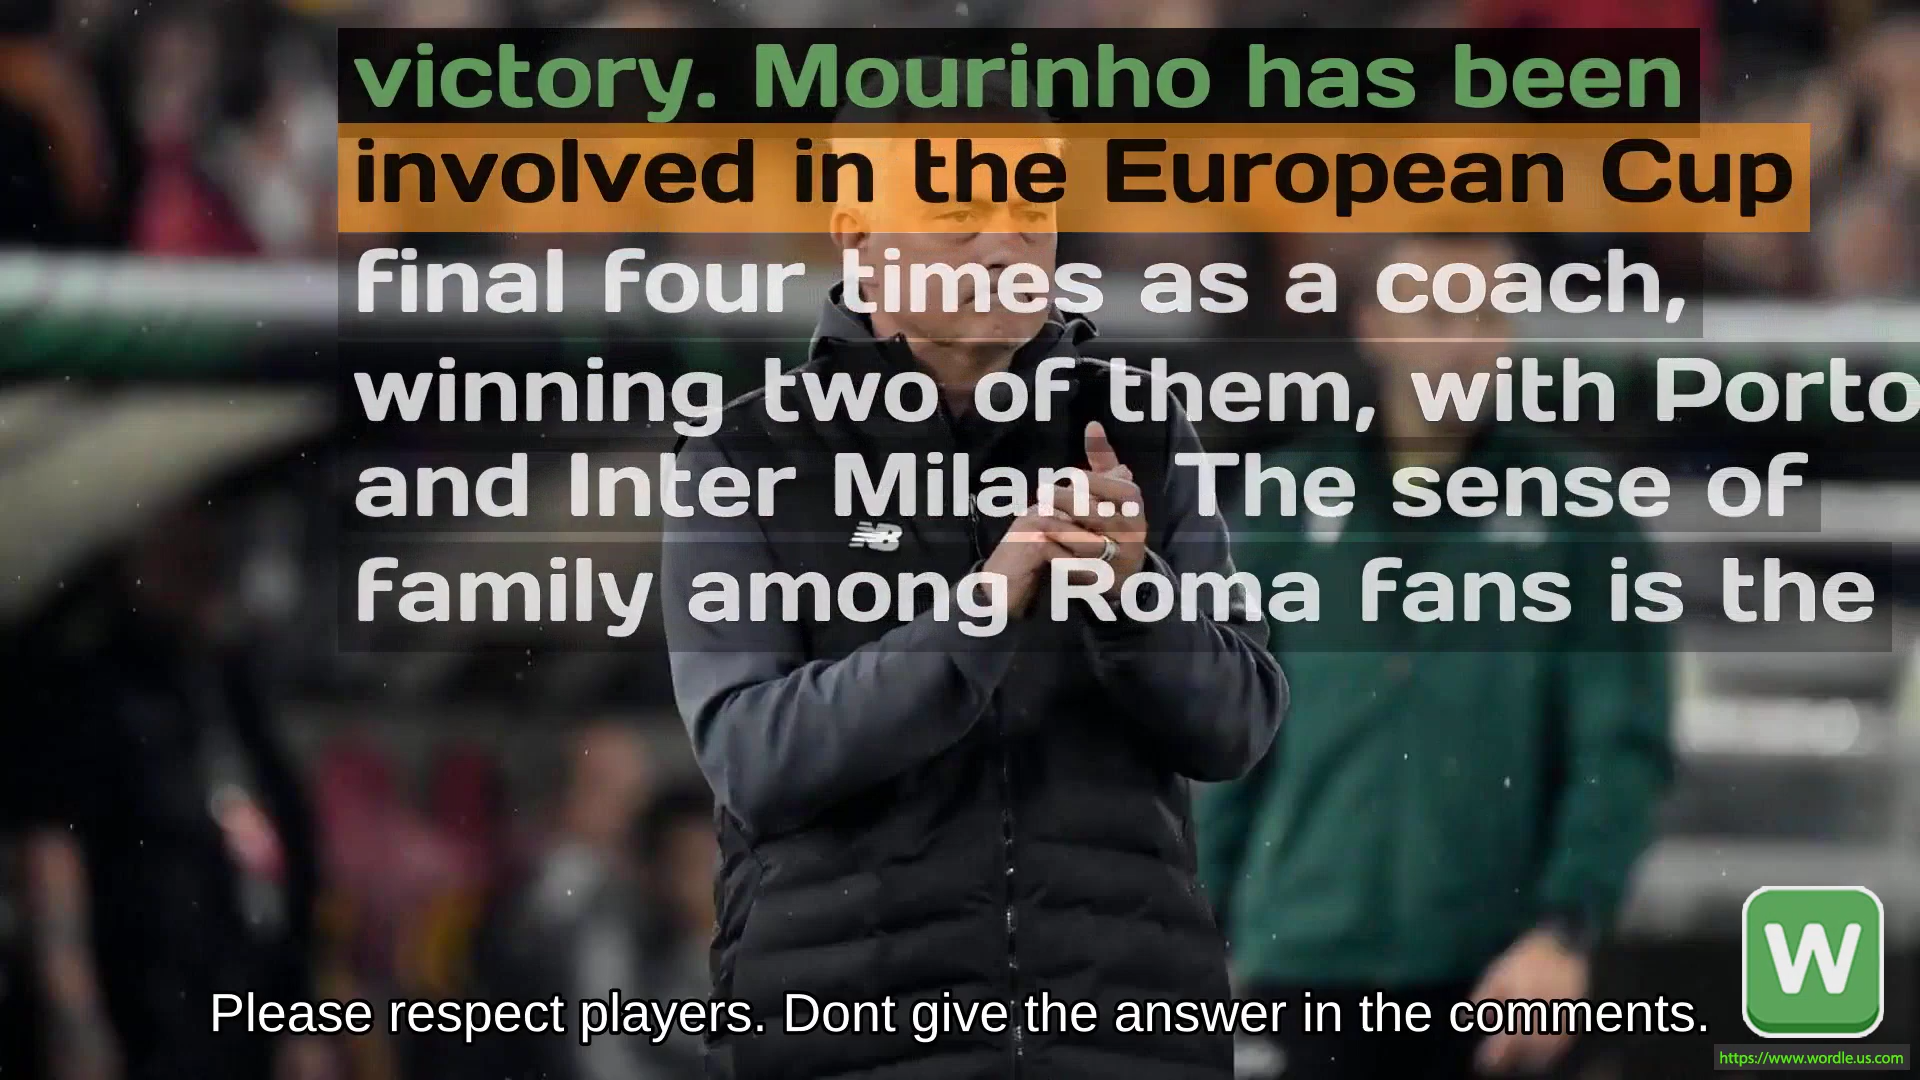 victory. Mourinho has been
involved in the European Cup
final four times as a coach,
winning two of them, with Porto
and Inter Milan.. The sense of
family among Roma fans is the
NB
Please respect players. Dont give the answer in the comments.
W
https://www.wordle.us.com